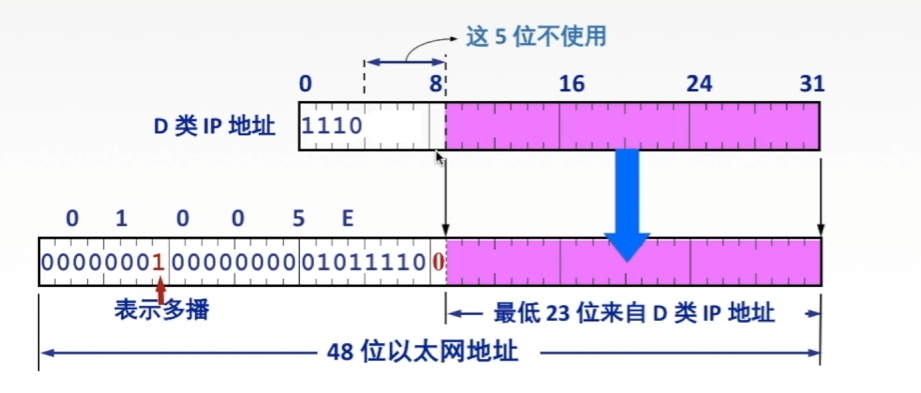 这 5 位不使用
0 8 16 24 31
D 类 IP 地址
1110
0 1 0 0 5 E
00000001 00000000 01011110 0
表示多播
最低 23 位来自 D 类 IP 地址
48 位以太网地址